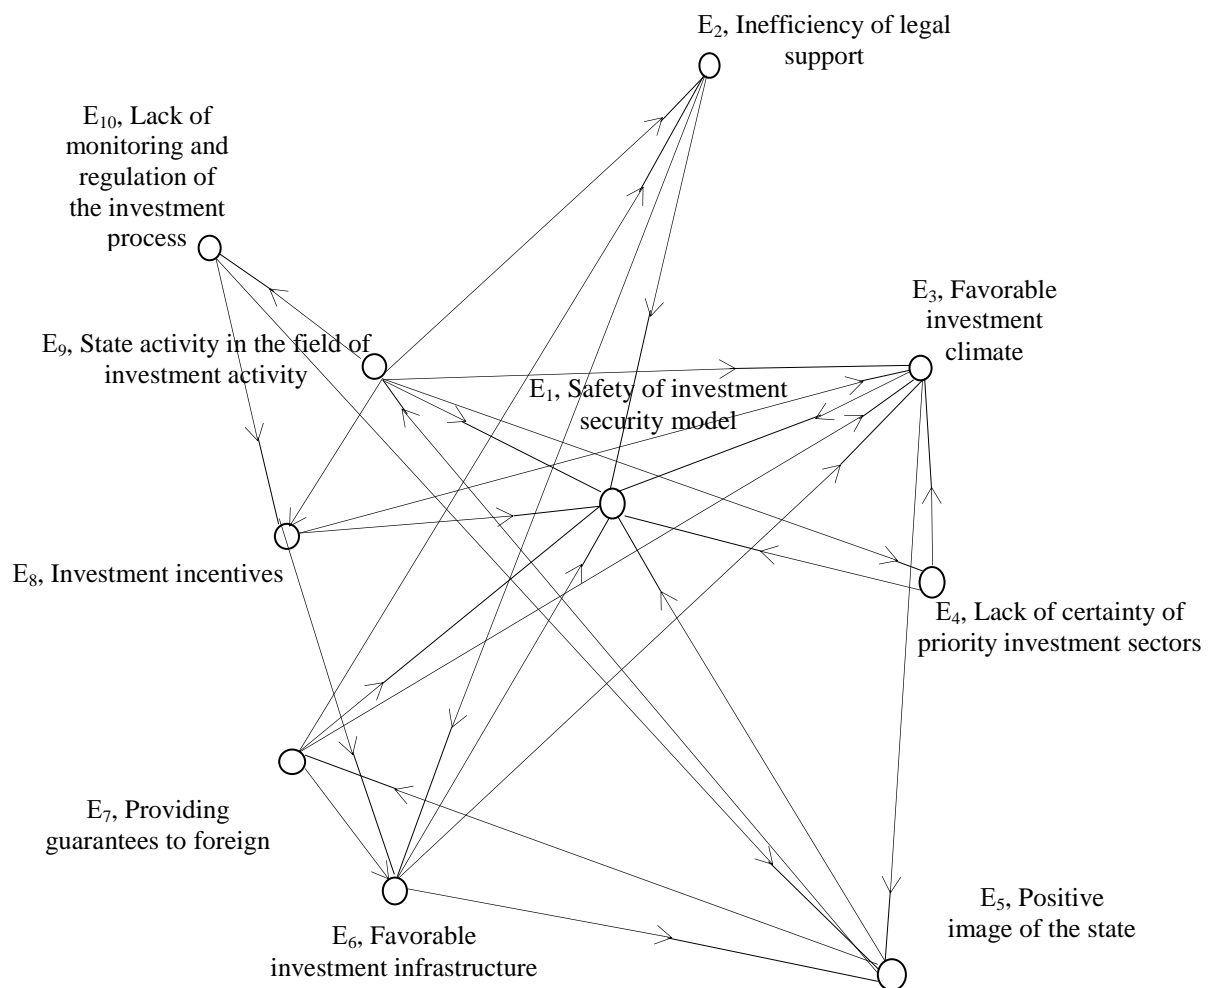 E₂, Inefficiency of legal
support
E₁₀, Lack of
monitoring and
regulation of
the investment
process
E₃, Favorable
investment
climate
E₉, State activity in the field of
investment activity
E₁, Safety of investment
security model
E₈, Investment incentives
E₄, Lack of certainty of
priority investment sectors
E₇, Providing
guarantees to foreign
E₅, Positive
image of the state
E₆, Favorable
investment infrastructure